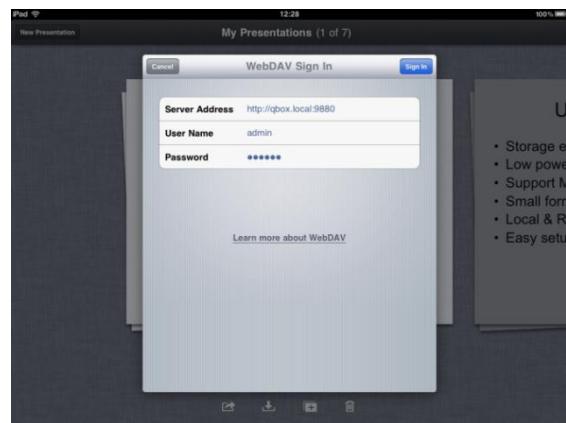 iPad 12:28 100%
New Presentation My Presentations (1 of 7)
Cancel WebDAV Sign In Sign In
Server Address http://qbox.local:9880
User Name admin
Password ••••••
Learn more about WebDAV
U
• Storage e
• Low powe
• Support M
• Small form
• Local & R
• Easy setu